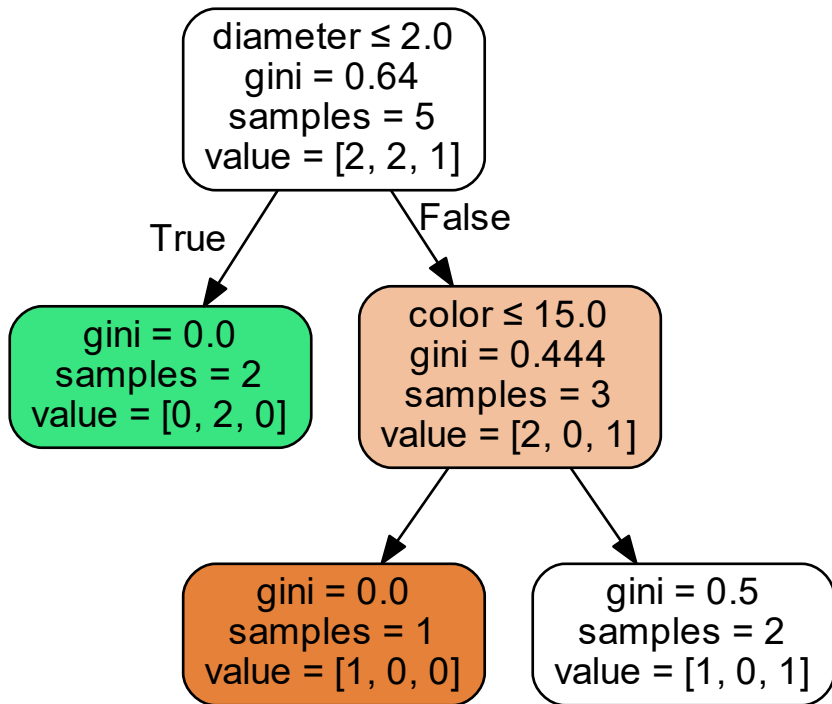 diameter ≤ 2.0
gini = 0.64
samples = 5
value = [2, 2, 1]
True
False
gini = 0.0
samples = 2
value = [0, 2, 0]
color ≤ 15.0
gini = 0.444
samples = 3
value = [2, 0, 1]
gini = 0.0
samples = 1
value = [1, 0, 0]
gini = 0.5
samples = 2
value = [1, 0, 1]